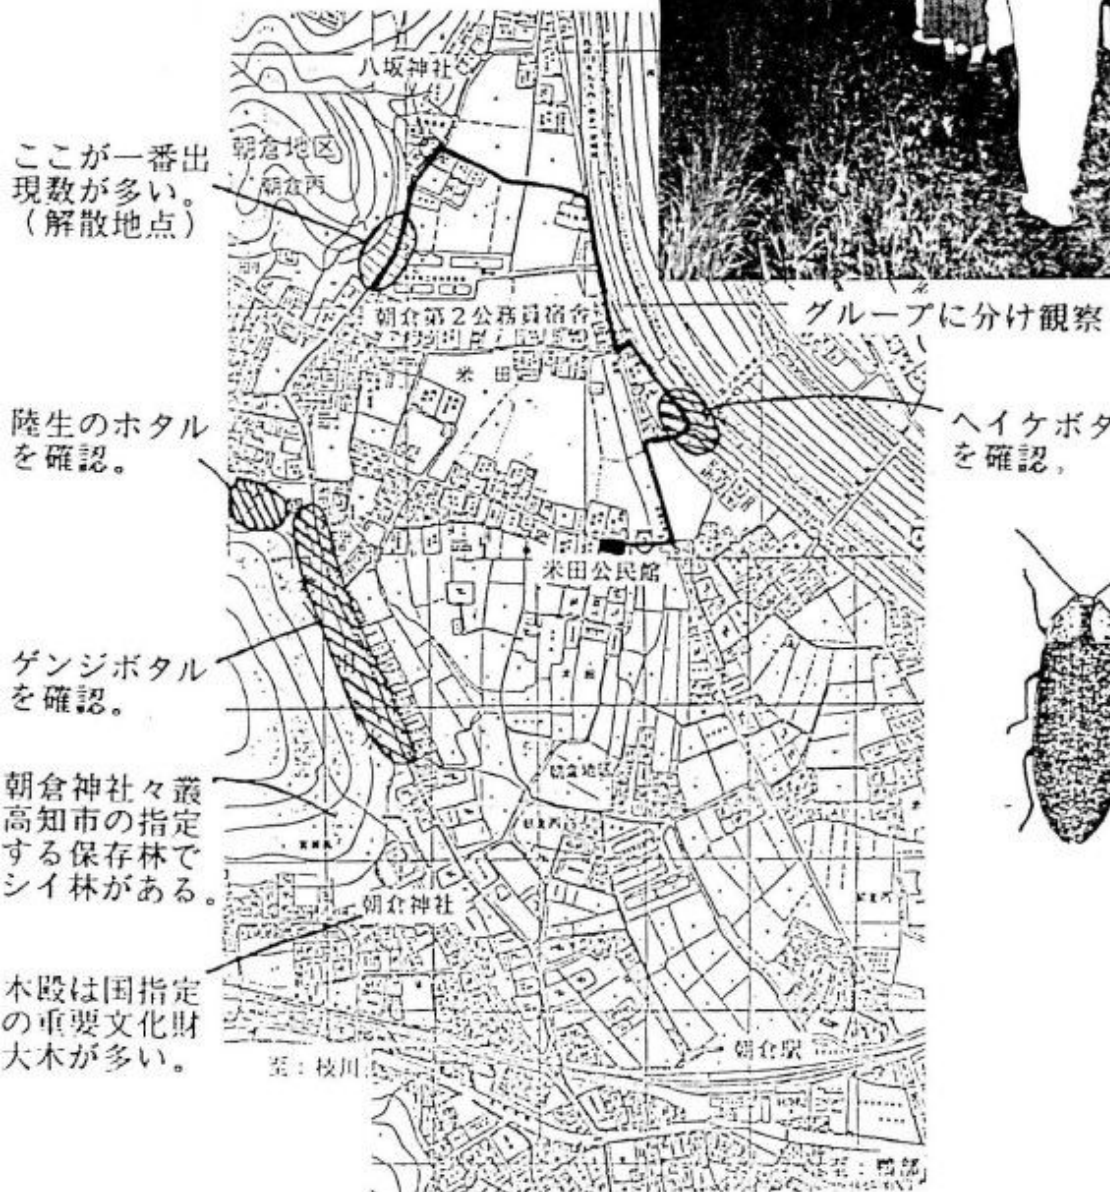 八坂神社
ここが一番出
現数が多い。
(解散地点)
朝倉地区
朝倉丙
朝倉第2公務員宿舎
グループに分け観察
米田
陸生のホタル
を確認。
ヘイケボタ
を確認。
米田公民館
ゲンジボタル
を確認。
朝倉神社々叢
高知市の指定
する保存林で
シイ林がある。
朝倉神社
本殿は国指定
の重要文化財
大木が多い。
至:枝川
朝倉駅
至:鴨部